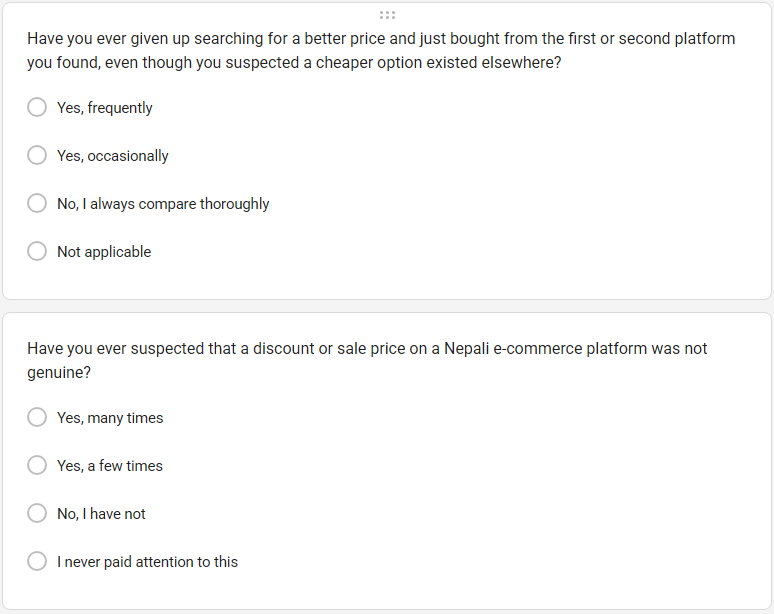 Have you ever given up searching for a better price and just bought from the first or second platform
you found, even though you suspected a cheaper option existed elsewhere?
Yes, frequently
Yes, occasionally
No, I always compare thoroughly
Not applicable
Have you ever suspected that a discount or sale price on a Nepali e-commerce platform was not
genuine?
Yes, many times
Yes, a few times
No, I have not
I never paid attention to this